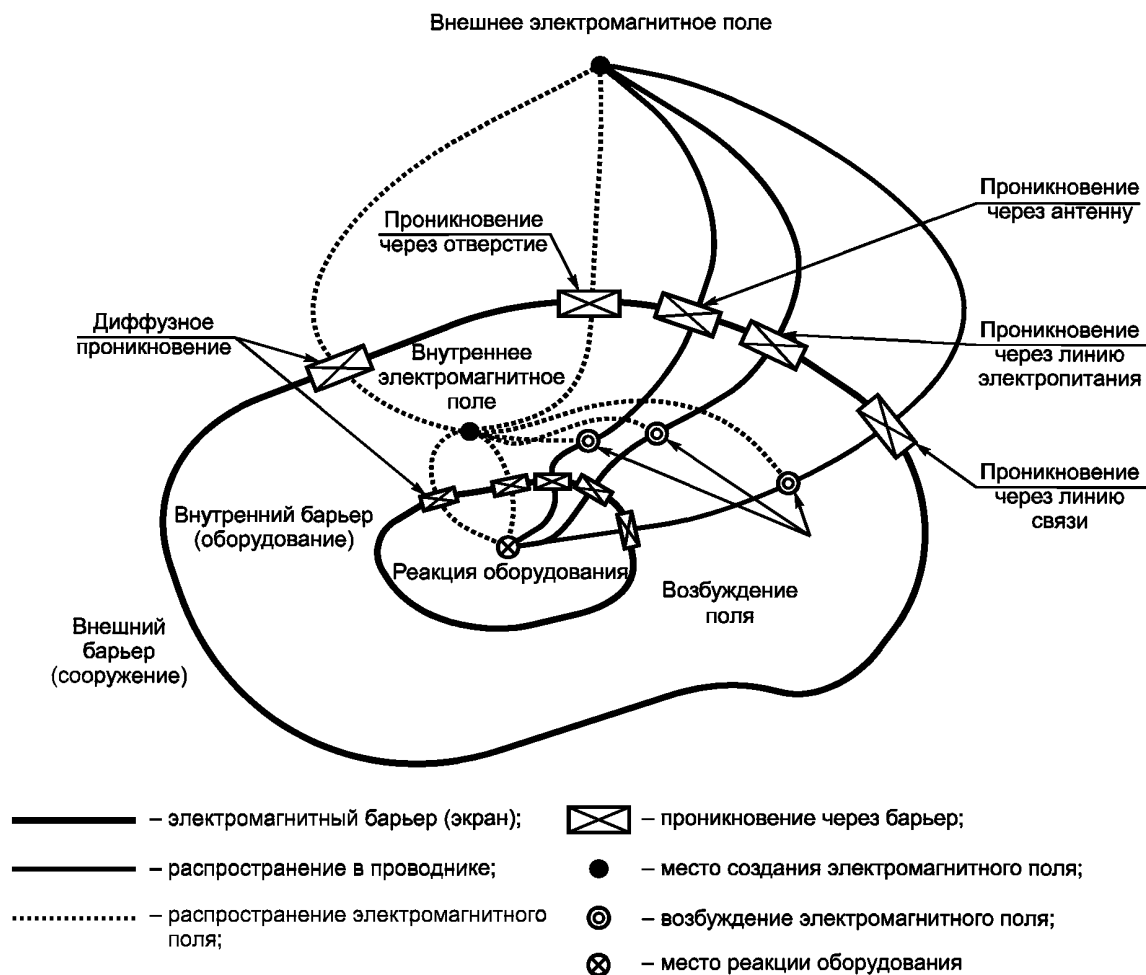 Внешнее электромагнитное поле
Проникновение
через антенну
Проникновение
через отверстие
Диффузное
проникновение
Внутреннее
электромагнитное
поле
Проникновение
через линию
электропитания
Проникновение
через линию
связи
Внутренний барьер
(оборудование)
Реакция оборудования
Возбуждение
поля
Внешний
барьер
(сооружение)
– электромагнитный барьер (экран);
– распространение в проводнике;
– распространение электромагнитного
поля;
– проникновение через барьер;
– место создания электромагнитного поля;
– возбуждение электромагнитного поля;
– место реакции оборудования